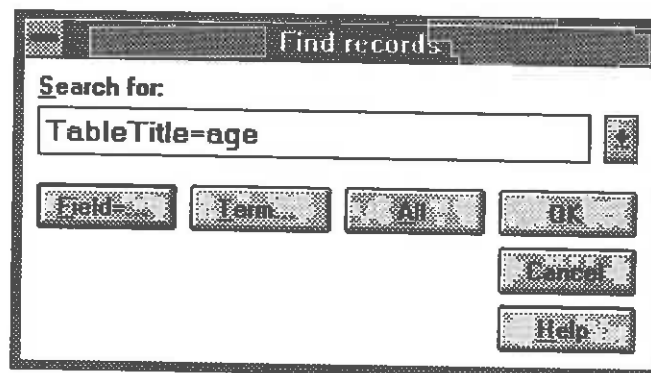 Find records
Search for:
TableTitle=age
Field=... Term... All OK
Cancel
Help